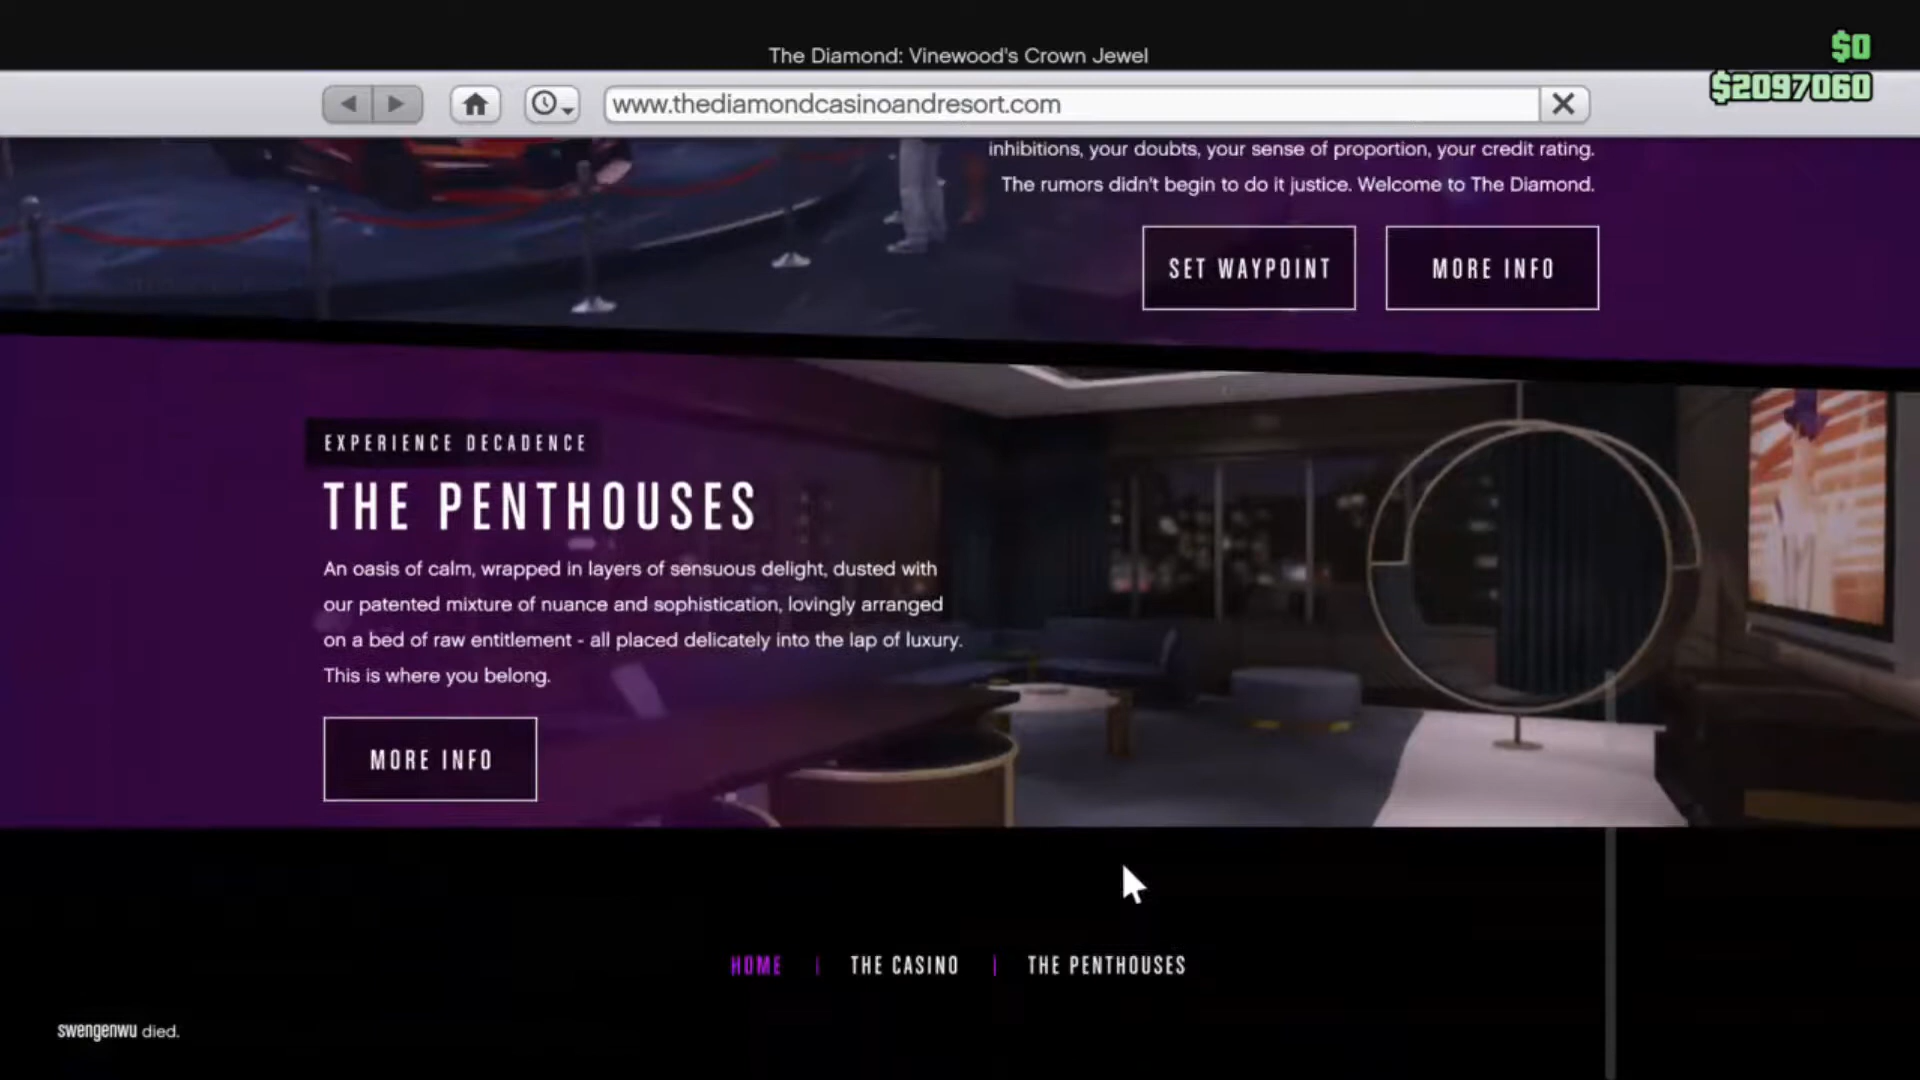 The Diamond: Vinewood's Crown Jewel
$0
$2097060
www.thediamondcasinoandresort.com
inhibitions, your doubts, your sense of proportion, your credit rating.
The rumors didn't begin to do it justice. Welcome to The Diamond.
SET WAYPOINT
MORE INFO
EXPERIENCE DECADENCE
THE PENTHOUSES
An oasis of calm, wrapped in layers of sensuous delight, dusted with
our patented mixture of nuance and sophistication, lovingly arranged
on a bed of raw entitlement - all placed delicately into the lap of luxury.
This is where you belong.
MORE INFO
HOME | THE CASINO | THE PENTHOUSES
swengenwu died.